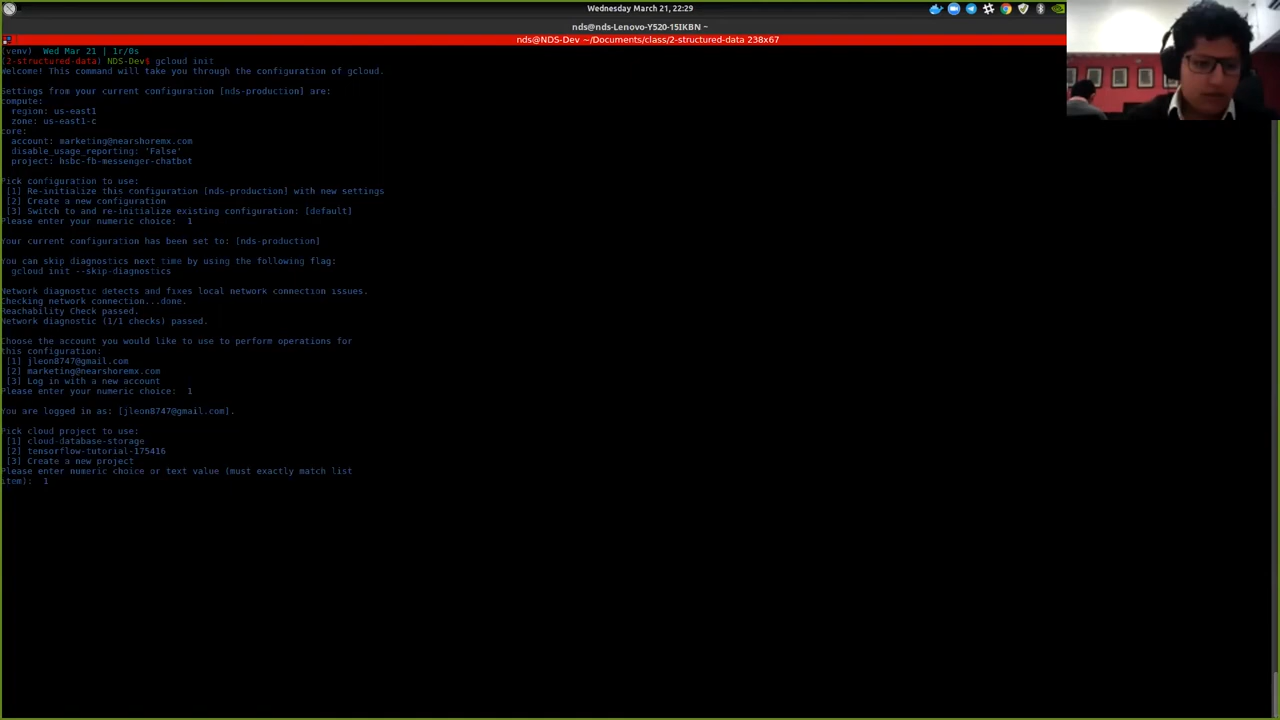 Wednesday March 21, 22:29
nds@nds-Lenovo-Y520-15IKBN ~
nds@NDS-Dev ~/Documents/class/2-structured-data 238x67
(venv) Wed Mar 21 | 1r/0s
(2-structured-data) NDS-Dev$ gcloud init
Welcome! This command will take you through the configuration of gcloud.
Settings from your current configuration [nds-production] are:
compute:
region: us-east1
zone: us-east1-c
core:
account: marketing@nearshoremx.com
disable_usage_reporting: 'False'
project: hsbc-fb-messenger-chatbot
Pick configuration to use:
[1] Re-initialize this configuration [nds-production] with new settings
[2] Create a new configuration
[3] Switch to and re-initialize existing configuration: [default]
Please enter your numeric choice: 1
Your current configuration has been set to: [nds-production]
You can skip diagnostics next time by using the following flag:
gcloud init --skip-diagnostics
Network diagnostic detects and fixes local network connection issues.
Checking network connection...done.
Reachability Check passed.
Network diagnostic (1/1 checks) passed.
Choose the account you would like to use to perform operations for
this configuration:
[1] jleon8747@gmail.com
[2] marketing@nearshoremx.com
[3] Log in with a new account
Please enter your numeric choice: 1
You are logged in as: [jleon8747@gmail.com].
Pick cloud project to use:
[1] cloud-database-storage
[2] tensorflow-tutorial-175416
[3] Create a new project
Please enter numeric choice or text value (must exactly match list
item): 1